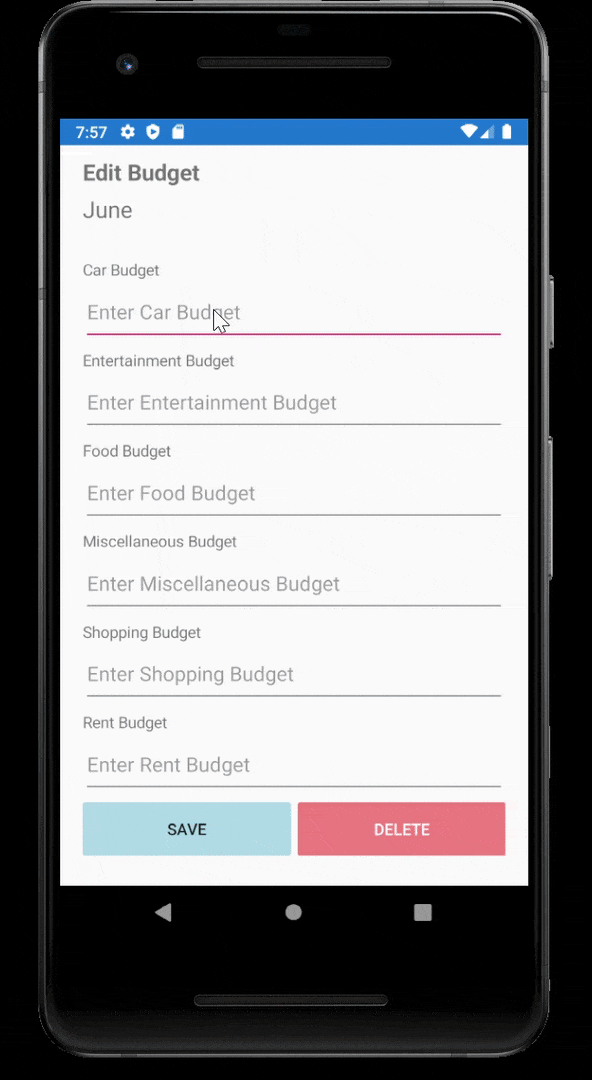 7:57
Edit Budget
June
Car Budget
Enter Car Budget
Entertainment Budget
Enter Entertainment Budget
Food Budget
Enter Food Budget
Miscellaneous Budget
Enter Miscellaneous Budget
Shopping Budget
Enter Shopping Budget
Rent Budget
Enter Rent Budget
SAVE DELETE